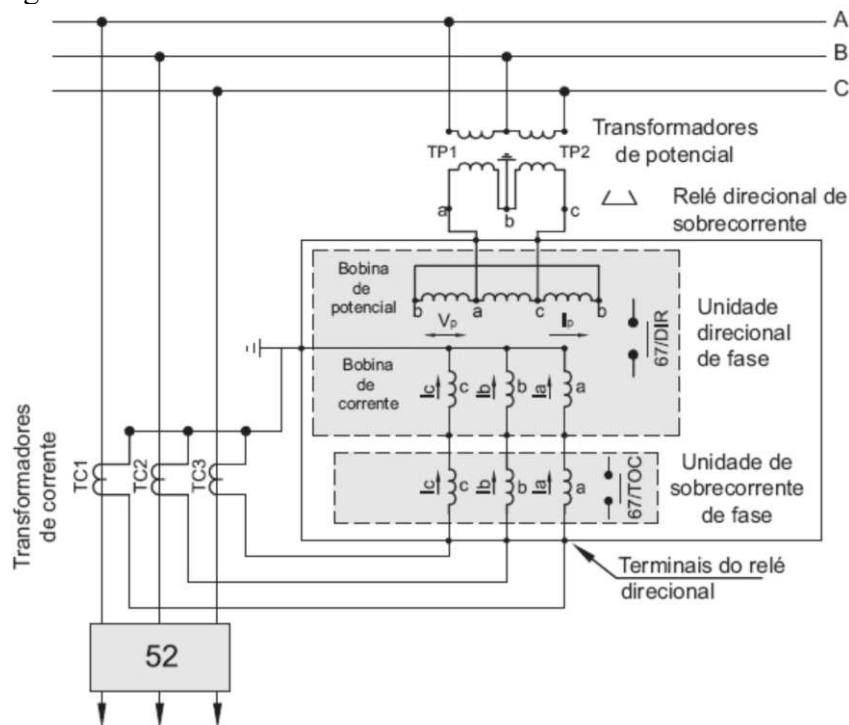 A
B
C
TP1
TP2
Transformadores
de potencial
a
b
c
Relé direcional de
sobrecorrente
Bobina
de
potencial
b
a
c
b
Vp
Ip
67/DIR
Unidade
direcional
de fase
Bobina
de
corrente
Ic
c
Ib
b
Ia
a
Transformadores
de corrente
TC1
TC2
TC3
Ic
c
Ib
b
Ia
a
67/TOC
Unidade de
sobrecorrente
de fase
Terminais do relé
direcional
52